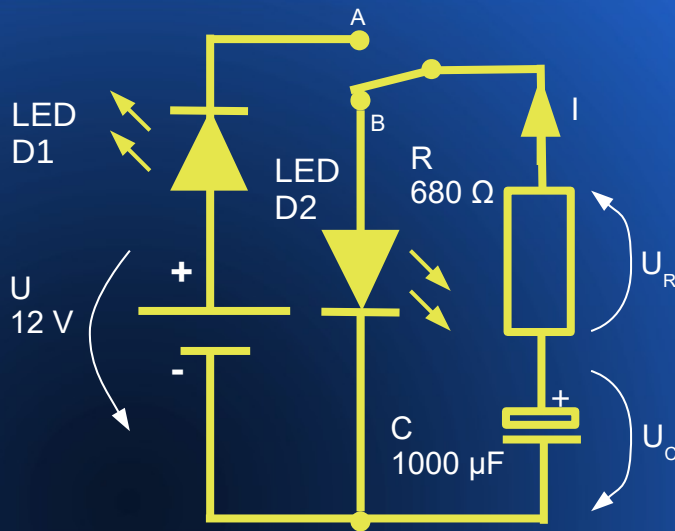 A
B
I
LED
D1
LED
D2
R
680 Ω
U
12 V
+
-
U_R
+
C
1000 µF
U_C